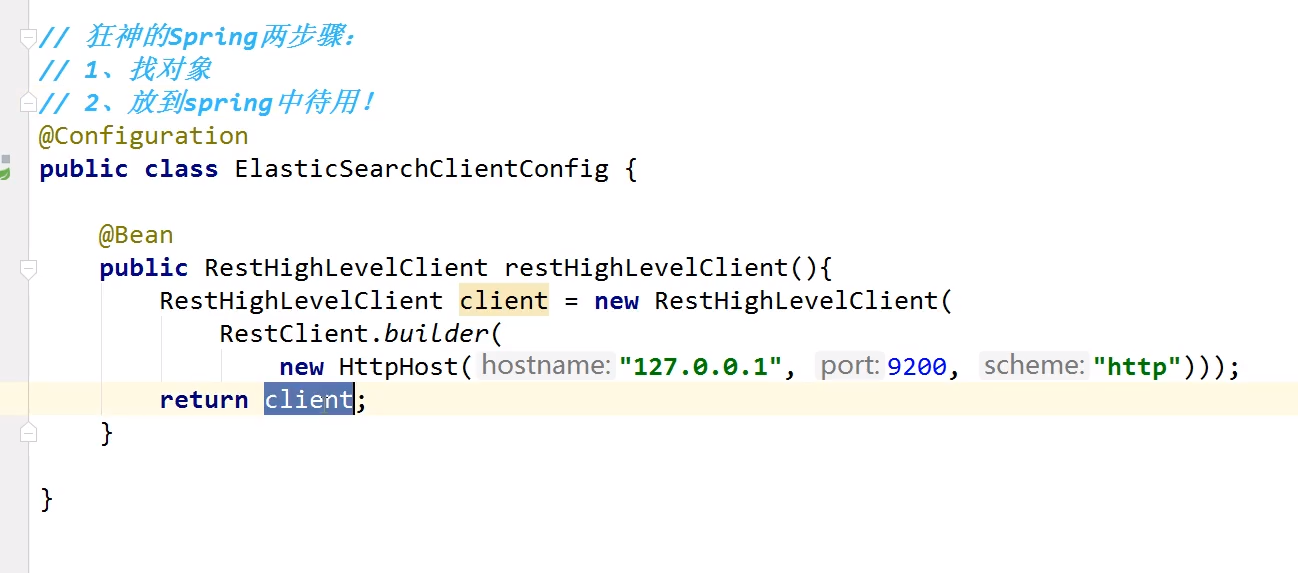 // 狂神的Spring两步骤：
// 1、找对象
// 2、放到spring中待用！
@Configuration
public class ElasticSearchClientConfig {
@Bean
public RestHighLevelClient restHighLevelClient(){
RestHighLevelClient client = new RestHighLevelClient(
RestClient.builder(
new HttpHost( hostname: "127.0.0.1", port: 9200, scheme: "http")));
return client;
}
}